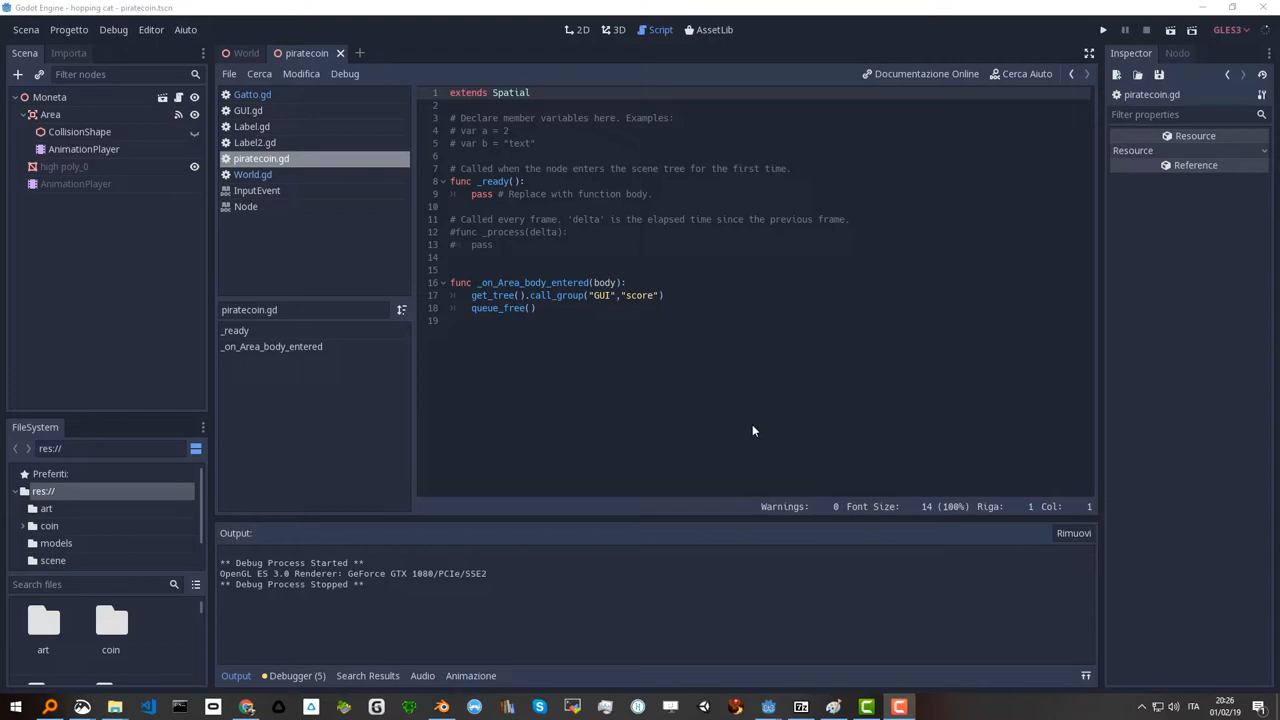 Godot Engine - hopping cat - piratecoin.tscn
Scena Progetto Debug Editor Aiuto
2D 3D Script AssetLib
GLES3
Scena Importa
World piratecoin
Inspector Nodo
Filter nodes
File Cerca Modifica Debug
Documentazione Online Cerca Aiuto
Moneta
Area
CollisionShape
AnimationPlayer
high poly_0
AnimationPlayer
Gatto.gd
GUI.gd
Label.gd
Label2.gd
piratecoin.gd
World.gd
InputEvent
Node
piratecoin.gd
_ready
_on_Area_body_entered
1 extends Spatial
2
3 # Declare member variables here. Examples:
4 # var a = 2
5 # var b = "text"
6
7 # Called when the node enters the scene tree for the first time.
8 func _ready():
9 pass # Replace with function body.
10
11 # Called every frame. 'delta' is the elapsed time since the previous frame.
12 #func _process(delta):
13 # pass
14
15
16 func _on_Area_body_entered(body):
17 get_tree().call_group("GUI","score")
18 queue_free()
19
Warnings: 0 Font Size: 14 (100%) Riga: 1 Col: 1
piratecoin.gd
Filter properties
Resource
Resource
Reference
FileSystem
res://
Preferiti:
res://
art
coin
models
scene
Search files
art coin
Output: Rimuovi
** Debug Process Started **
OpenGL ES 3.0 Renderer: GeForce GTX 1080/PCIe/SSE2
** Debug Process Stopped **
Output Debugger (5) Search Results Audio Animazione
ITA
20:26
01/02/19